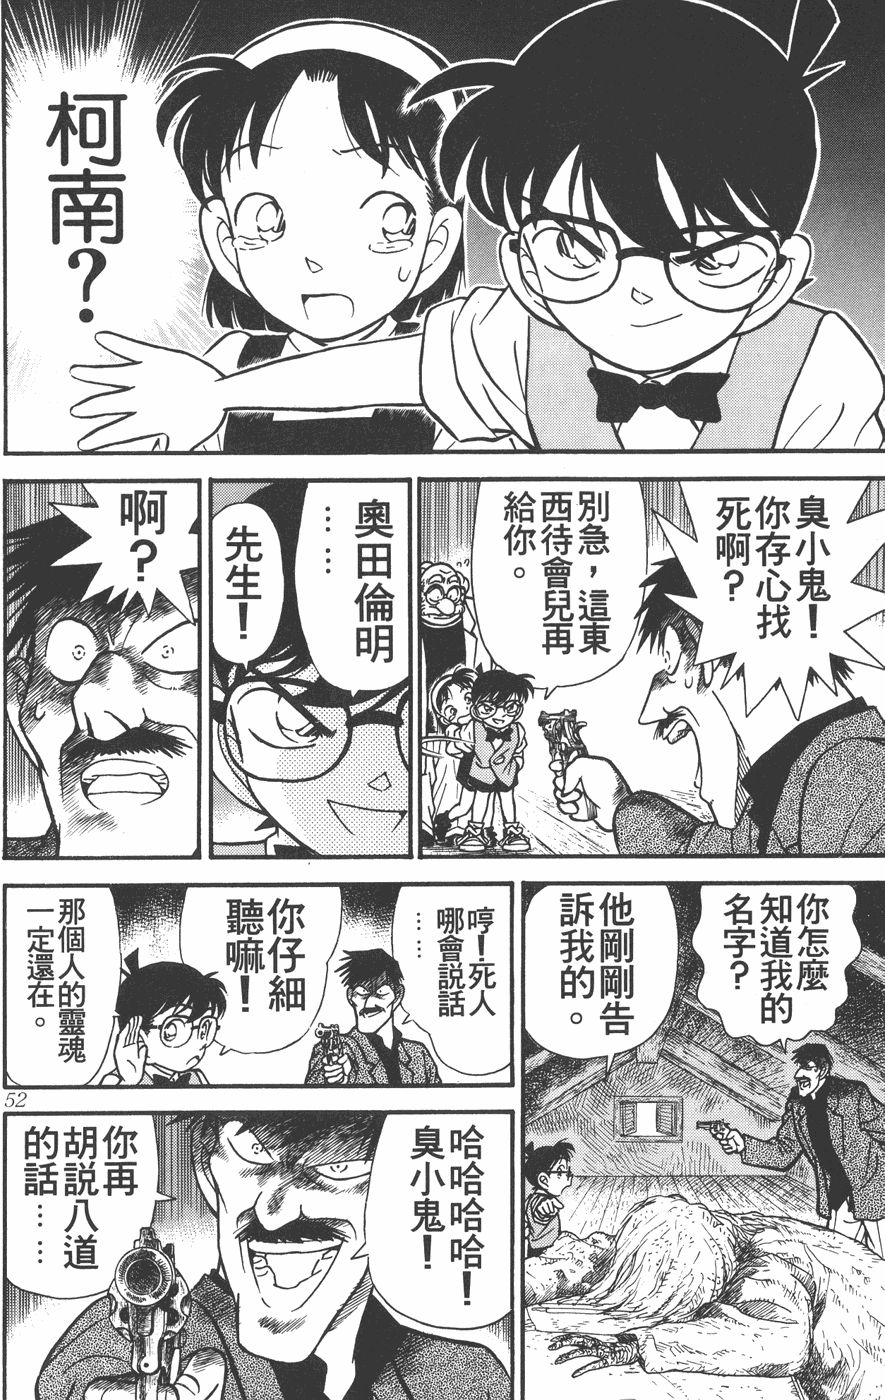 柯南？
臭小鬼！
你存心找
死啊？
別急，這東
西待會兒再
給你。
奧田倫明
……
先生！
啊？
你怎麼
知道我的
名字？
他剛剛告
訴我的。
哼！死人
哪會說話
……
你仔細
聽嘛！
那個人的靈魂
一定還在。
哈哈哈哈！
臭小鬼！
你再
胡說八道
的話……
52